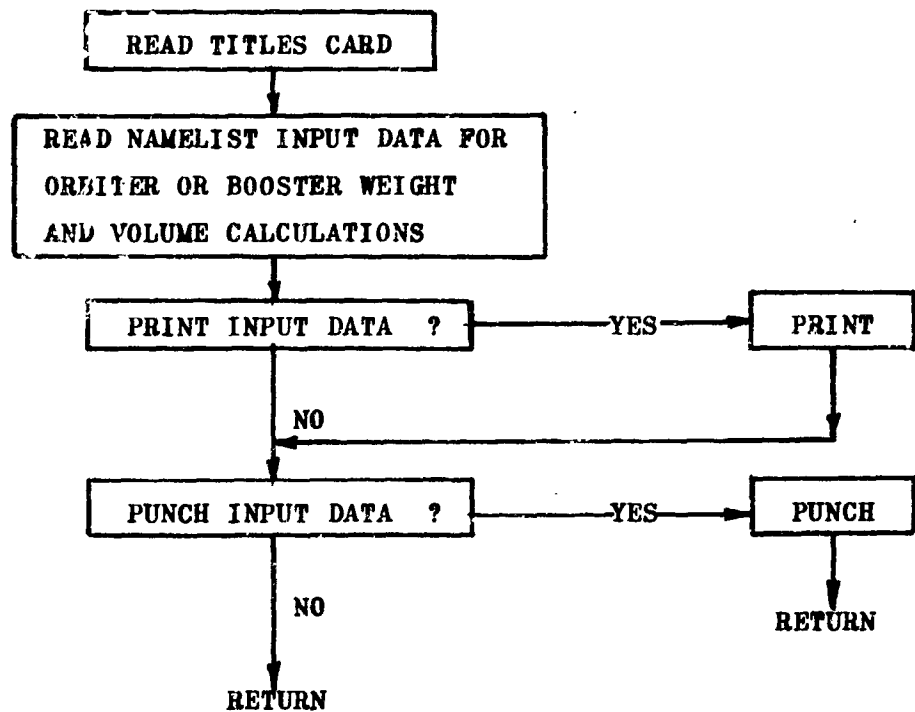 READ TITLES CARD
READ NAMELIST INPUT DATA FOR
ORBITER OR BOOSTER WEIGHT
AND VOLUME CALCULATIONS
PRINT INPUT DATA ?
YES
PRINT
NO
PUNCH INPUT DATA ?
YES
PUNCH
NO
RETURN
RETURN